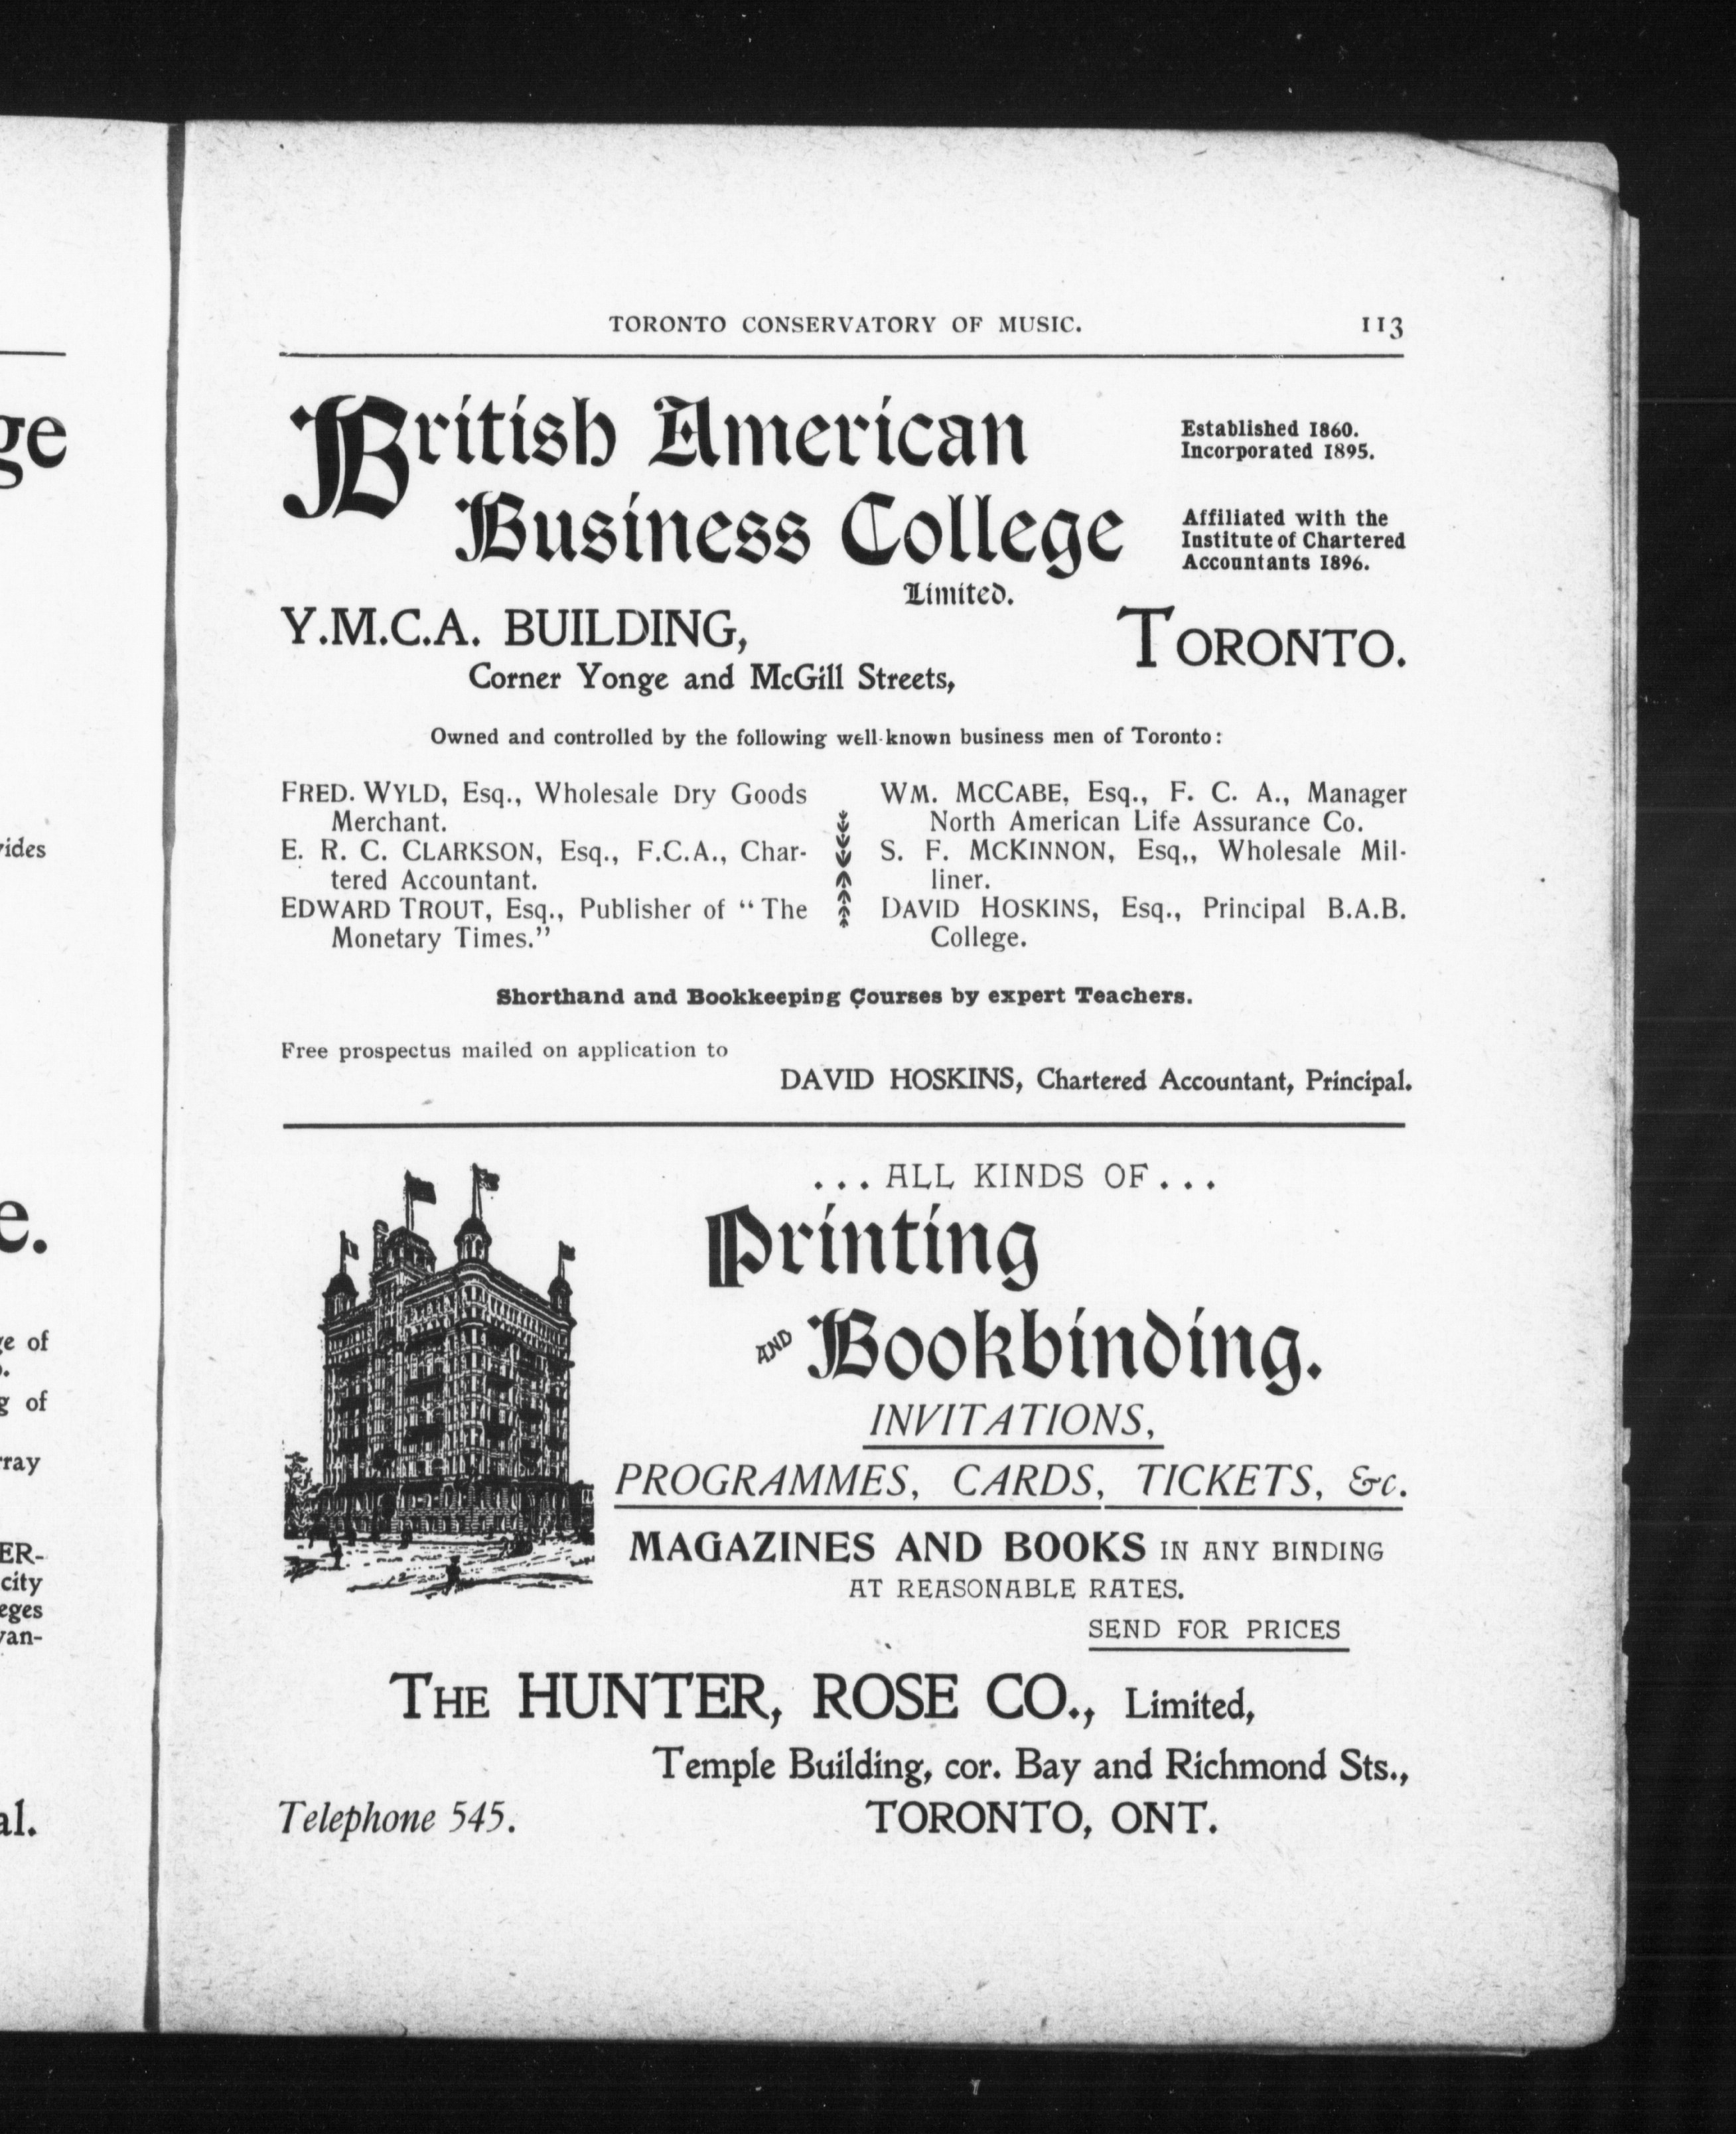 TORONTO CONSERVATORY OF MUSIC. 113
British American
Business College
Limited.
Established 1860.
Incorporated 1895.
Affiliated with the
Institute of Chartered
Accountants 1896.
Y.M.C.A. BUILDING,
Corner Yonge and McGill Streets,
TORONTO.
Owned and controlled by the following well-known business men of Toronto:
FRED. WYLD, Esq., Wholesale Dry Goods
Merchant.
E. R. C. CLARKSON, Esq., F.C.A., Char-
tered Accountant.
EDWARD TROUT, Esq., Publisher of "The
Monetary Times."
WM. MCCABE, Esq., F. C. A., Manager
North American Life Assurance Co.
S. F. MCKINNON, Esq,, Wholesale Mil-
liner.
DAVID HOSKINS, Esq., Principal B.A.B.
College.
Shorthand and Bookkeeping Courses by expert Teachers.
Free prospectus mailed on application to
DAVID HOSKINS, Chartered Accountant, Principal.
... ALL KINDS OF ...
Printing
AND Bookbinding.
INVITATIONS,
PROGRAMMES, CARDS, TICKETS, &c.
MAGAZINES AND BOOKS IN ANY BINDING
AT REASONABLE RATES.
SEND FOR PRICES
THE HUNTER, ROSE CO., Limited,
Temple Building, cor. Bay and Richmond Sts.,
Telephone 545. TORONTO, ONT.
ge
e.
of
of
city
al.